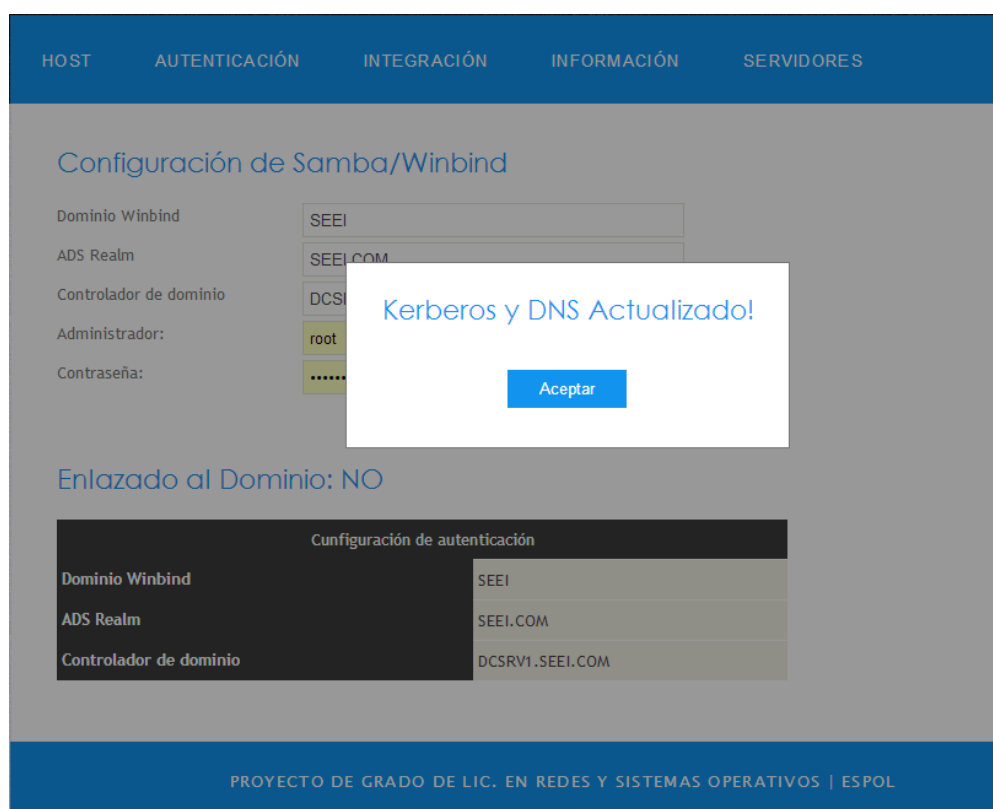 HOST AUTENTICACIÓN INTEGRACIÓN INFORMACIÓN SERVIDORES
Configuración de Samba/Winbind
Dominio Winbind SEEI
ADS Realm SEEI.COM
Controlador de dominio
Administrador: root
Contraseña:
Kerberos y DNS Actualizado!
Aceptar
Enlazado al Dominio: NO
Cunfiguración de autenticación
Dominio Winbind SEEI
ADS Realm SEEI.COM
Controlador de dominio DCSRV1.SEEI.COM
PROYECTO DE GRADO DE LIC. EN REDES Y SISTEMAS OPERATIVOS | ESPOL